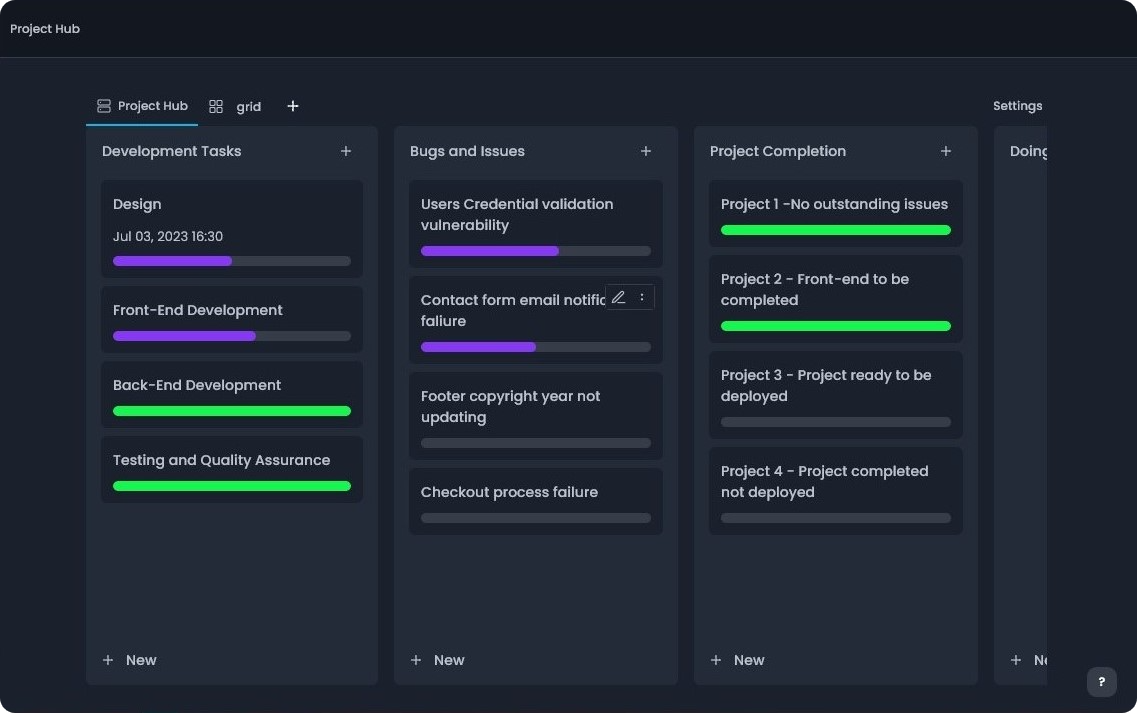 Project Hub
Project Hub
grid
+
Settings
Development Tasks +
Design
Jul 03, 2023 16:30
Front-End Development
Back-End Development
Testing and Quality Assurance
+ New
Bugs and Issues +
Users Credential validation
vulnerability
Contact form email notific
faliure
Footer copyright year not
updating
Checkout process failure
+ New
Project Completion +
Project 1 -No outstanding issues
Project 2 - Front-end to be
completed
Project 3 - Project ready to be
deployed
Project 4 - Project completed
not deployed
+ New
Doing
+ Ne
?